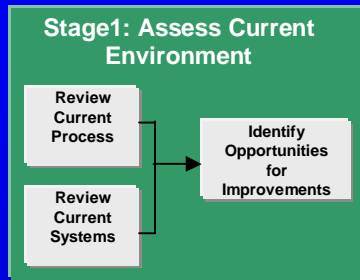 Stage1: Assess Current
Environment
Review
Current
Process
Identify
Opportunities
for
Improvements
Review
Current
Systems